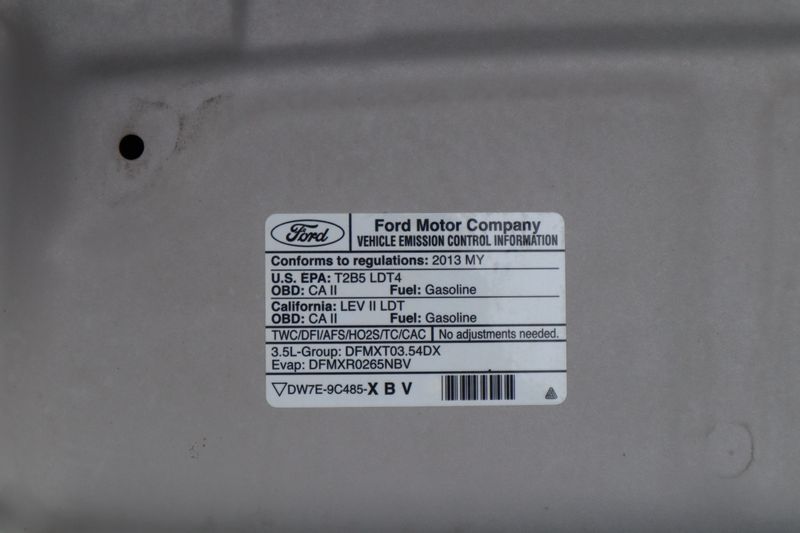 Ford
Ford Motor Company
VEHICLE EMISSION CONTROL INFORMATION
Conforms to regulations: 2013 MY
U.S. EPA: T2B5 LDT4
OBD: CA II Fuel: Gasoline
California: LEV II LDT
OBD: CA II Fuel: Gasoline
TWC/DFI/AFS/HO2S/TC/CAC No adjustments needed.
3.5L-Group: DFMXT03.54DX
Evap: DFMXR0265NBV
▽DW7E-9C485-X B V